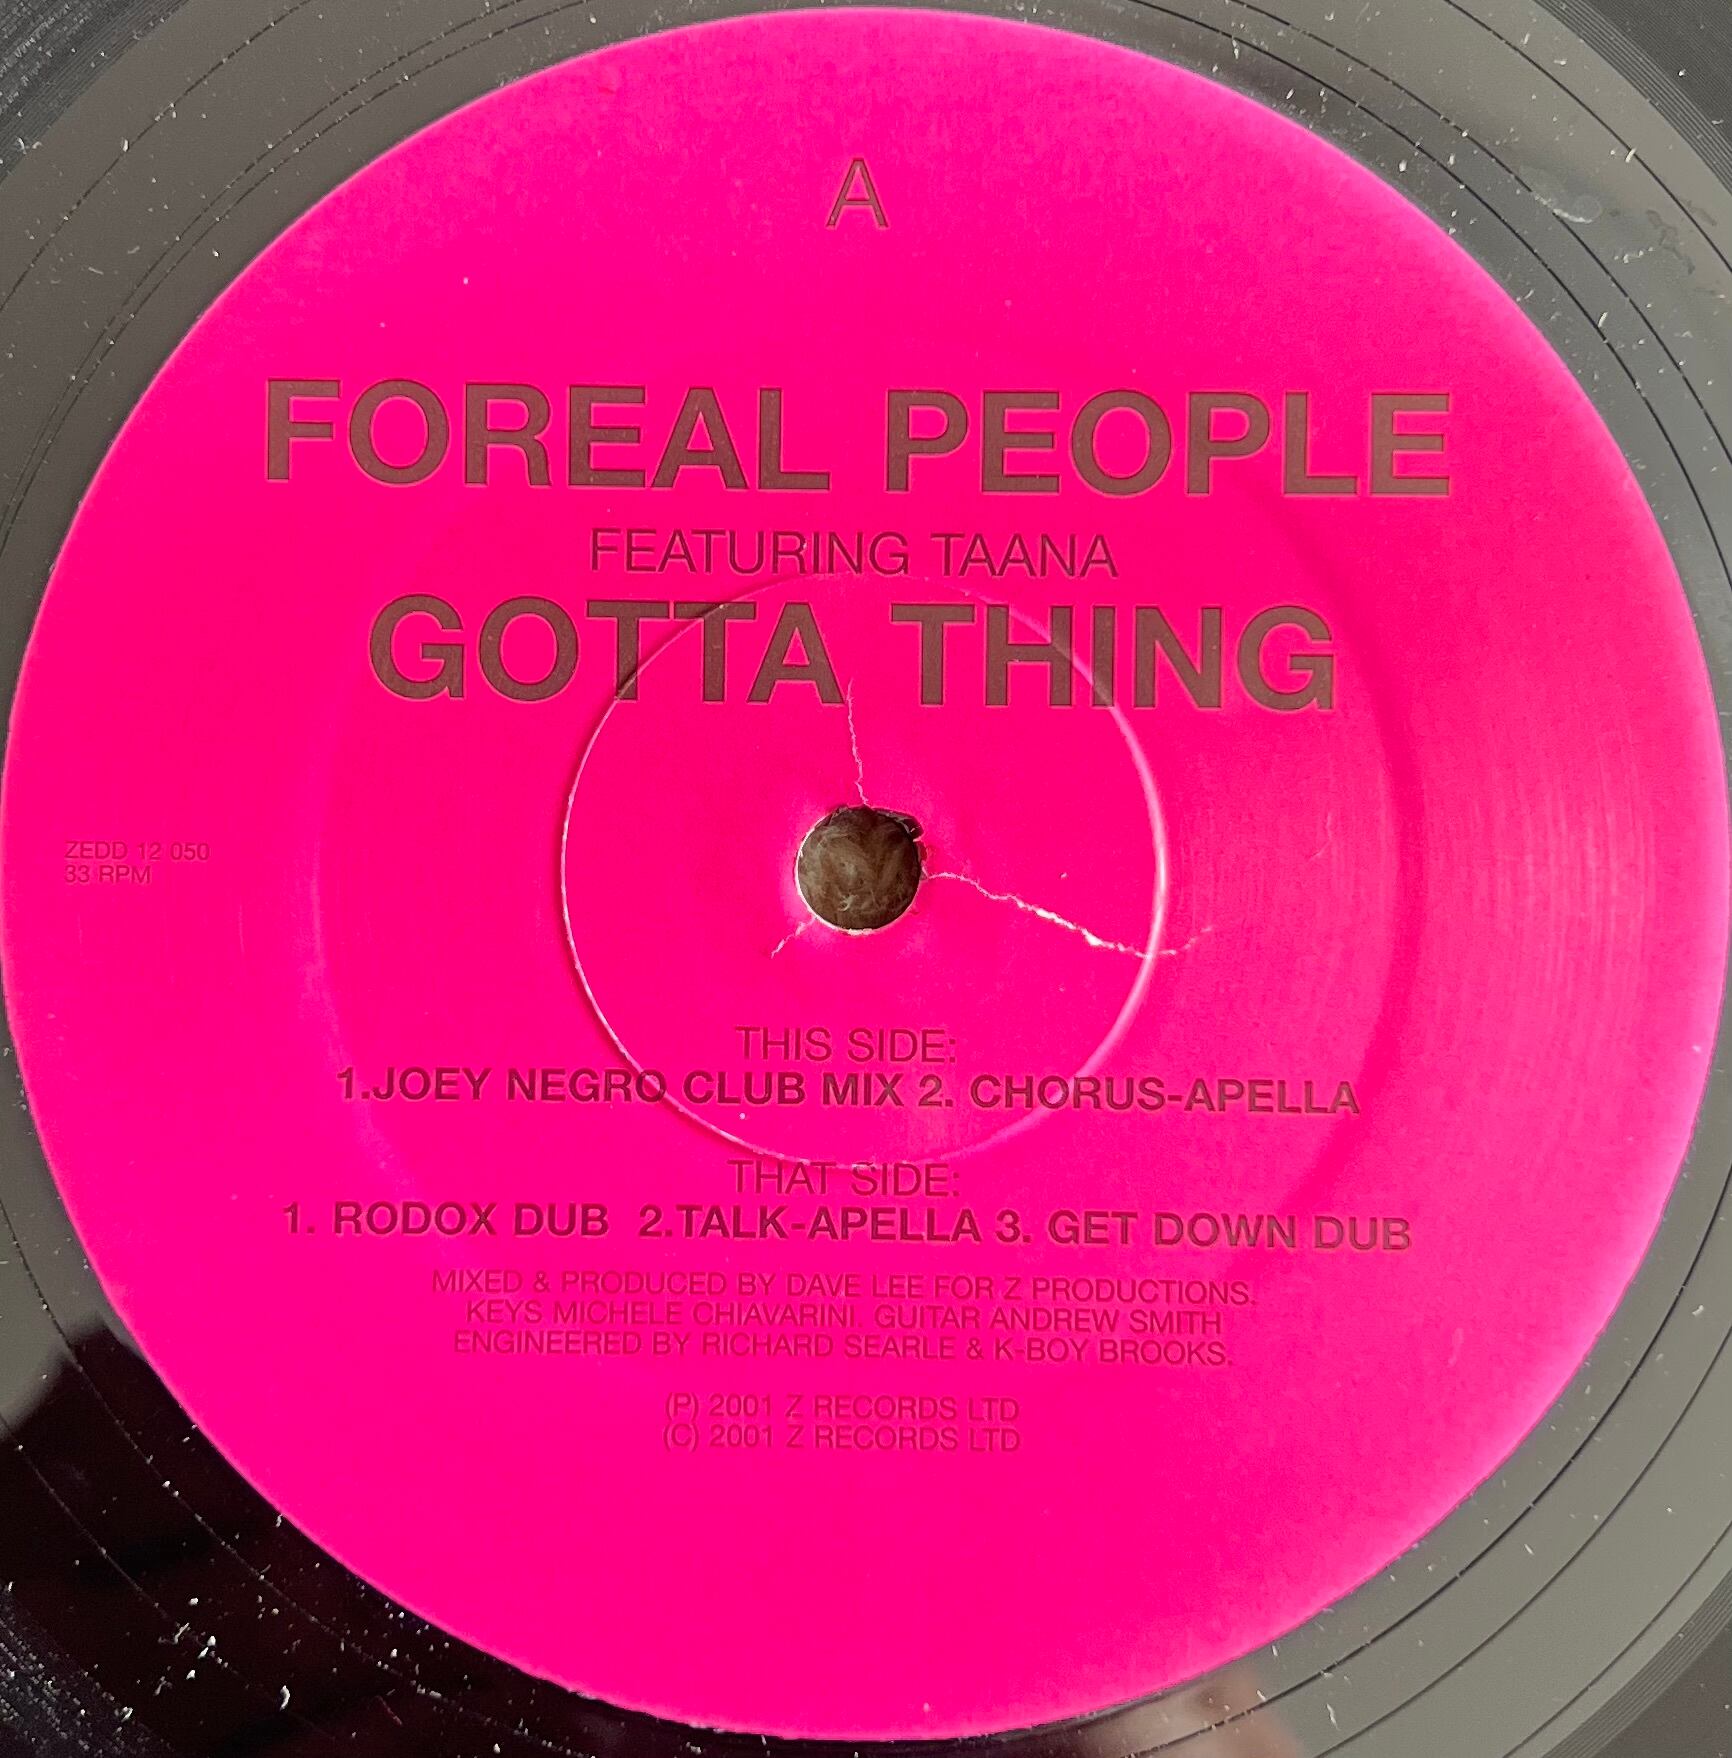 A
FOREAL PEOPLE
FEATURING TAANA
GOTTA THING
ZEDD 12 050
33 RPM
THIS SIDE:
1.JOEY NEGRO CLUB MIX 2. CHORUS-APELLA
THAT SIDE:
1. RODOX DUB 2.TALK-APELLA 3. GET DOWN DUB
MIXED & PRODUCED BY DAVE LEE FOR Z PRODUCTIONS.
KEYS MICHELE CHIAVARINI. GUITAR ANDREW SMITH
ENGINEERED BY RICHARD SEARLE & K-BOY BROOKS.
(P) 2001 Z RECORDS LTD
(C) 2001 Z RECORDS LTD